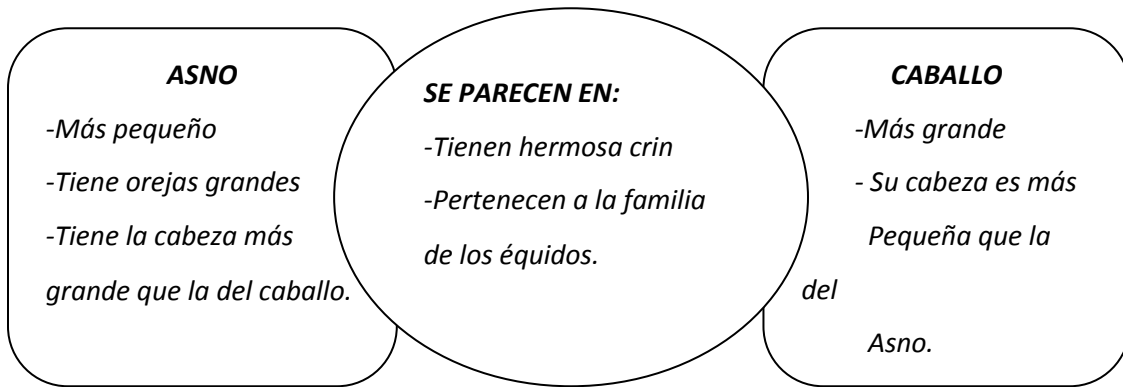 ASNO
-Más pequeño
-Tiene orejas grandes
-Tiene la cabeza más
grande que la del caballo.
SE PARECEN EN:
-Tienen hermosa crin
-Pertenecen a la familia
de los équidos.
CABALLO
-Más grande
- Su cabeza es más
Pequeña que la
del
Asno.